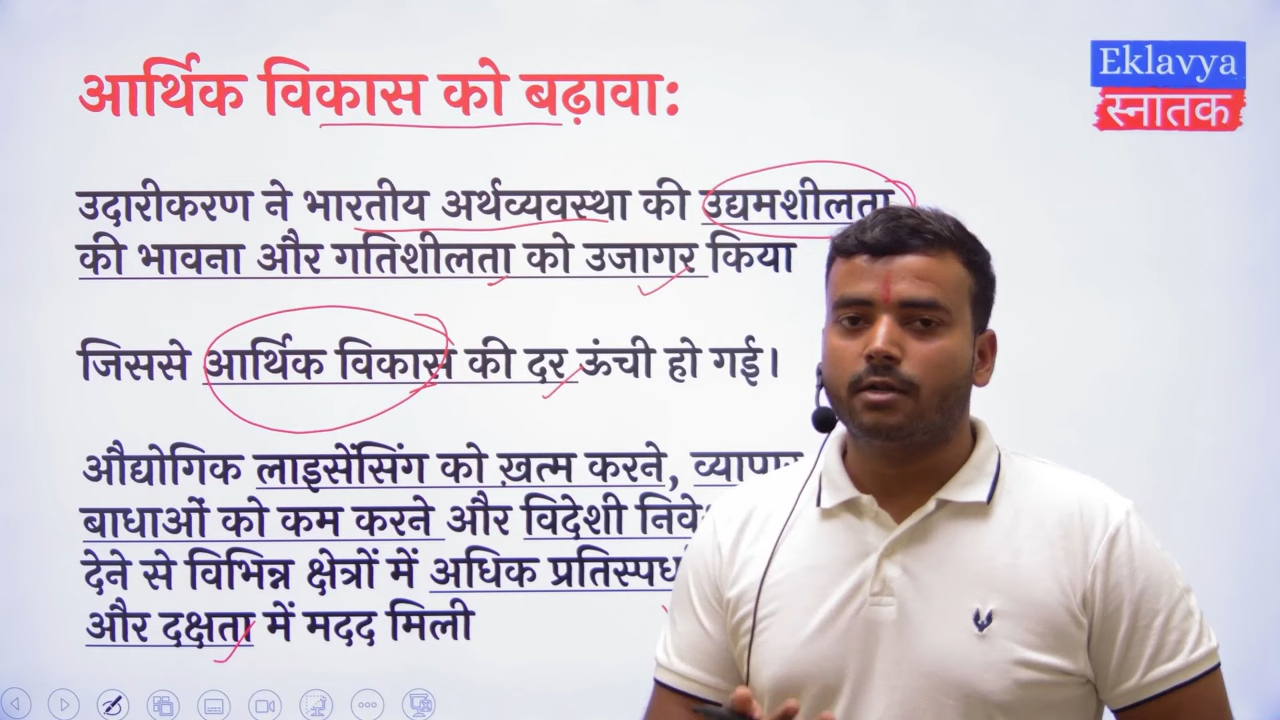 आर्थिक विकास को बढ़ावा:
Eklavya
स्नातक
उदारीकरण ने भारतीय अर्थव्यवस्था की उद्यमशीलता
की भावना और गतिशीलता को उजागर किया
जिससे आर्थिक विकास की दर ऊंची हो गई।
औद्योगिक लाइसेंसिंग को ख़त्म करने,
बाधाओं को कम करने और विदेशी
देने से विभिन्न क्षेत्रों में अधिक
और दक्षता में मदद मिली